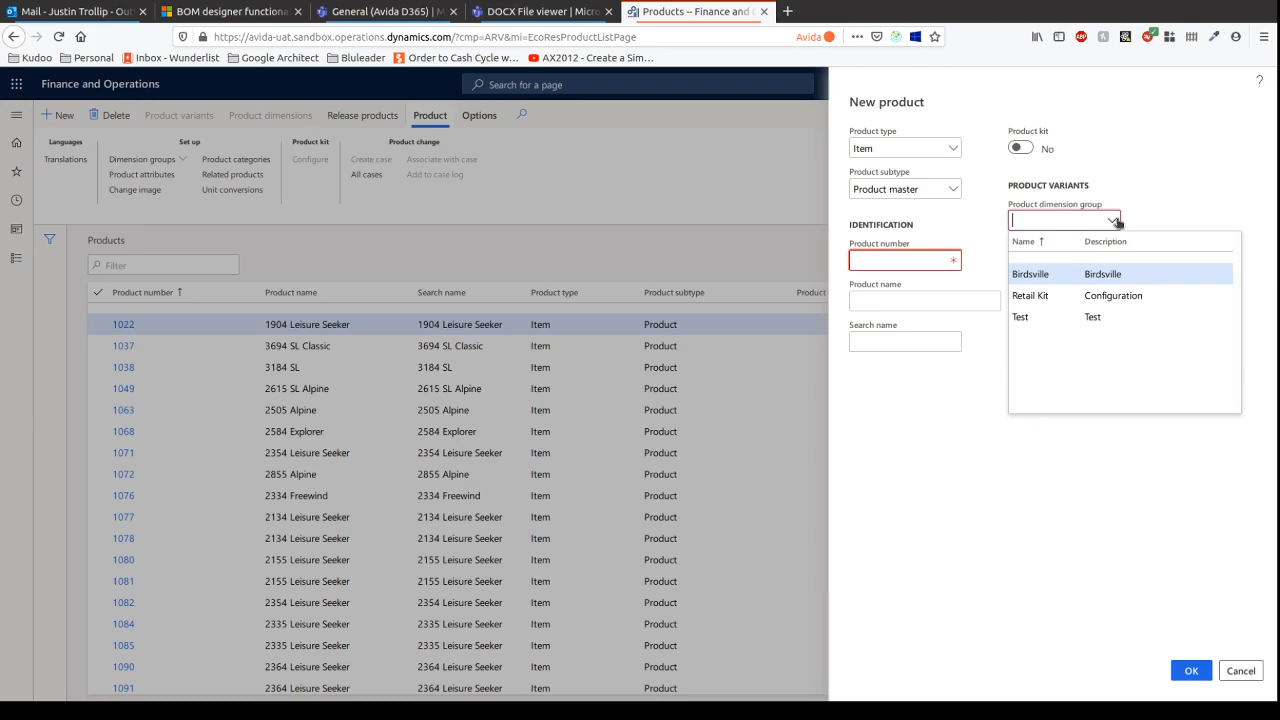 Mail - Justin Trollip - Out
BOM designer functiona
General (Avida D365) | M
DOCX File viewer | Micros
Products -- Finance and O
https://avida-uat.sandbox.operations.dynamics.com/?cmp=ARV&mi=EcoResProductListPage
Avida
Kudoo
Personal
Inbox - Wunderlist
Google Architect
Bluleader
Order to Cash Cycle w…
AX2012 - Create a Sim…
Finance and Operations
Search for a page
New
Delete
Product variants
Product dimensions
Release products
Product
Options
Languages
Translations
Set up
Dimension groups
Product attributes
Change image
Product categories
Related products
Unit conversions
Product kit
Configure
Product change
Create case
All cases
Associate with case
Add to case log
Products
Filter
Product number ↑ Product name Search name Product type Product subtype Product
1022 1904 Leisure Seeker 1904 Leisure Seeker Item Product
1037 3694 SL Classic 3694 SL Classic Item Product
1038 3184 SL 3184 SL Item Product
1049 2615 SL Alpine 2615 SL Alpine Item Product
1063 2505 Alpine 2505 Alpine Item Product
1068 2584 Explorer 2584 Explorer Item Product
1071 2354 Leisure Seeker 2354 Leisure Seeker Item Product
1072 2855 Alpine 2855 Alpine Item Product
1076 2334 Freewind 2334 Freewind Item Product
1077 2134 Leisure Seeker 2134 Leisure Seeker Item Product
1078 2134 Leisure Seeker 2134 Leisure Seeker Item Product
1080 2155 Leisure Seeker 2155 Leisure Seeker Item Product
1081 2155 Leisure Seeker 2155 Leisure Seeker Item Product
1082 2354 Leisure Seeker 2354 Leisure Seeker Item Product
1084 2335 Leisure Seeker 2335 Leisure Seeker Item Product
1085 2335 Leisure Seeker 2335 Leisure Seeker Item Product
1090 2364 Leisure Seeker 2364 Leisure Seeker Item Product
1091 2364 Leisure Seeker 2364 Leisure Seeker Item Product
?
New product
Product type
Item
Product subtype
Product master
IDENTIFICATION
Product number
*
Product name
Search name
Product kit
No
PRODUCT VARIANTS
Product dimension group
Name ↑ Description
Birdsville Birdsville
Retail Kit Configuration
Test Test
OK
Cancel